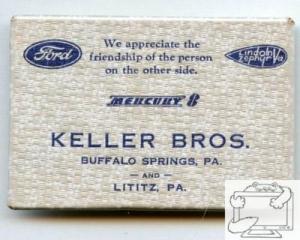 Ford
We appreciate the
friendship of the person
on the other side.
Lincoln
Zephyr V12
MERCURY 8
KELLER BROS.
BUFFALO SPRINGS, PA.
— AND —
LITITZ, PA.